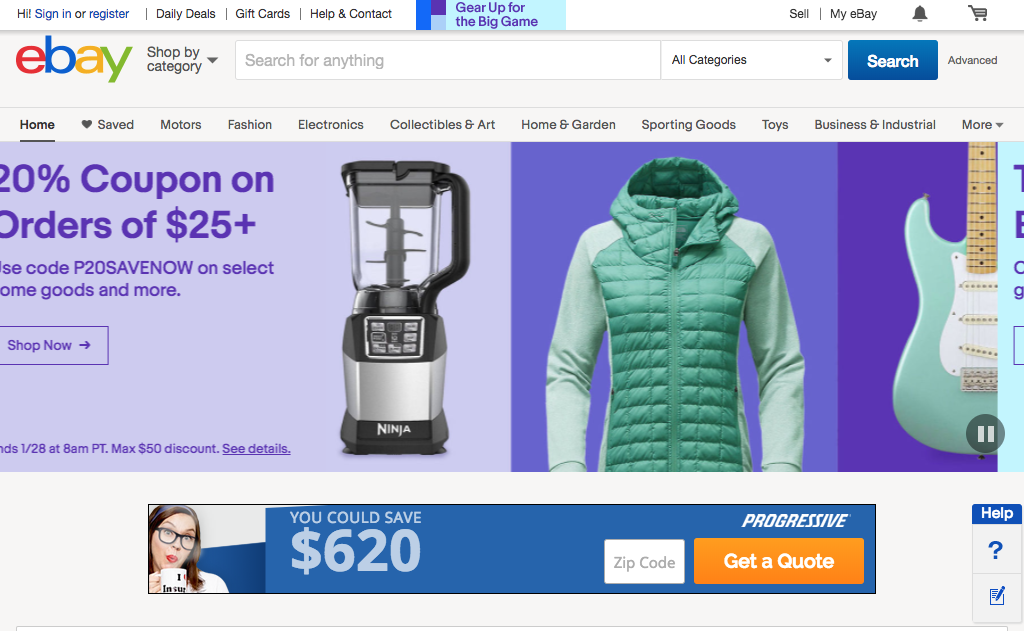 Hi! Sign in or register
Daily Deals
Gift Cards
Help & Contact
Gear Up for
the Big Game
Sell
My eBay
ebay
Shop by
category
Search for anything
All Categories
Search
Advanced
Home
Saved
Motors
Fashion
Electronics
Collectibles & Art
Home & Garden
Sporting Goods
Toys
Business & Industrial
More
20% Coupon on
Orders of $25+
Use code P20SAVENOW on select
ome goods and more.
Shop Now
nds 1/28 at 8am PT. Max $50 discount. See details.
NINJA
YOU COULD SAVE
$620
PROGRESSIVE
Zip Code
Get a Quote
I
Insur
Help
?